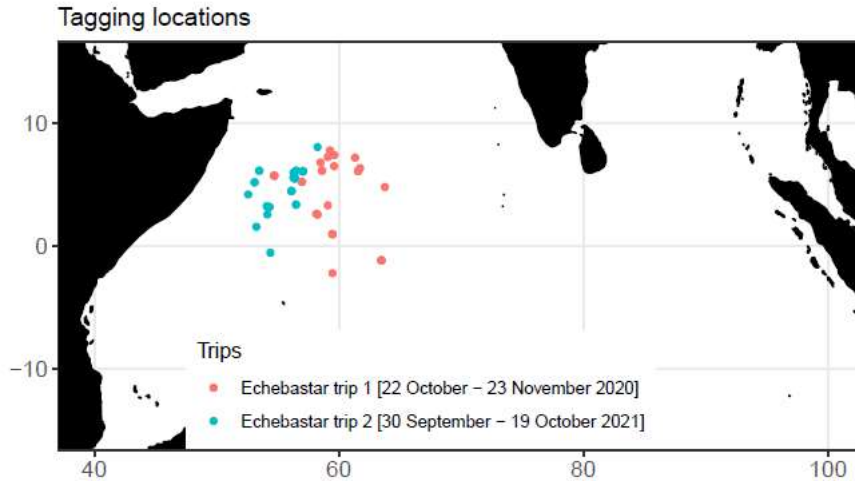 Tagging locations
10
0
−10
Trips
Echebastar trip 1 [22 October − 23 November 2020]
Echebastar trip 2 [30 September − 19 October 2021]
40
60
80
100